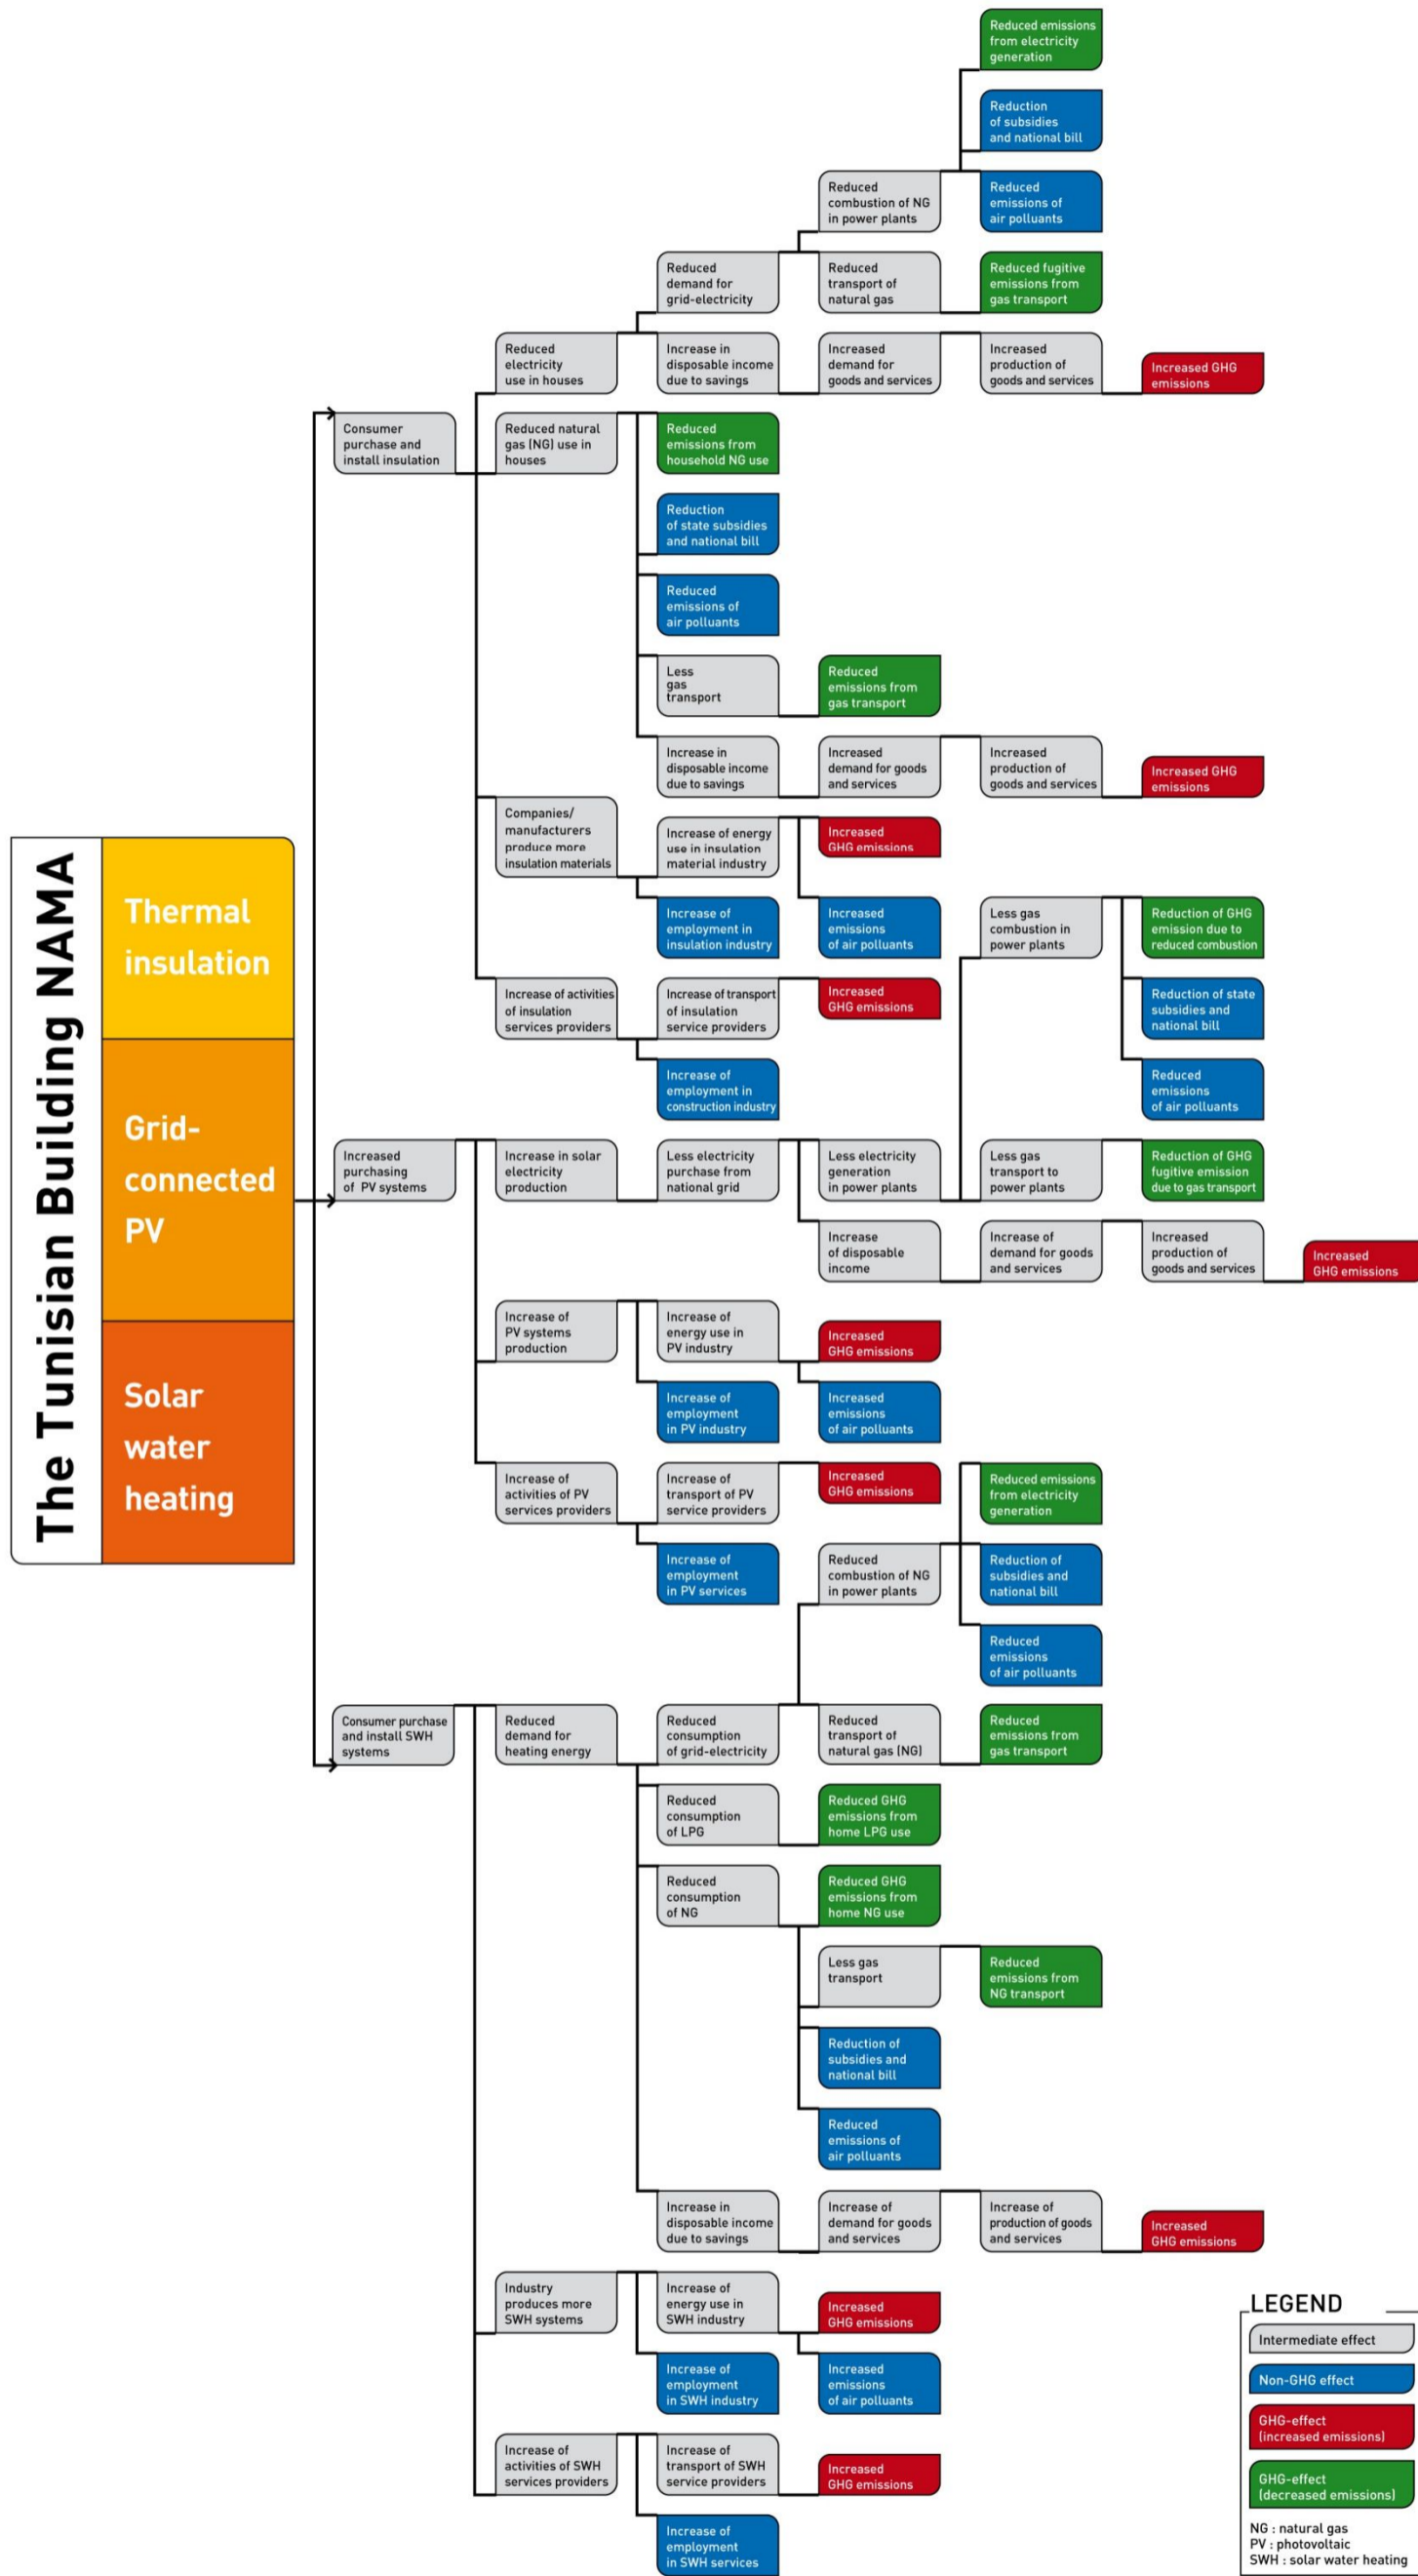 The Tunisian Building NAMA
Thermal
insulation
Grid-
connected
PV
Solar
water
heating
Consumer
purchase and
install insulation
Reduced
electricity
use in houses
Reduced
demand for
grid-electricity
Reduced
combustion of NG
in power plants
Reduced emissions
from electricity
generation
Reduction
of subsidies
and national bill
Reduced
emissions of
air polluants
Reduced
transport of
natural gas
Reduced fugitive
emissions from
gas transport
Increase in
disposable income
due to savings
Increased
demand for
goods and services
Increased
production of
goods and services
Increased GHG
emissions
Reduced natural
gas (NG) use in
houses
Reduced
emissions from
household NG use
Reduction
of state subsidies
and national bill
Reduced
emissions of
air polluants
Less
gas
transport
Reduced
emissions from
gas transport
Increase in
disposable income
due to savings
Increased
demand for goods
and services
Increased
production of
goods and services
Increased GHG
emissions
Companies/
manufacturers
produce more
insulation materials
Increase of energy
use in insulation
material industry
Increased
GHG emissions
Increase of
employment in
insulation industry
Increased
emissions
of air polluants
Increase of activities
of insulation
services providers
Increase of transport
of insulation
service providers
Increased
GHG emissions
Increase of
employment in
construction industry
Increased
purchasing
of PV systems
Increase in solar
electricity
production
Less electricity
purchase from
national grid
Less electricity
generation
in power plants
Less gas
combustion in
power plants
Reduction of GHG
emission due to
reduced combustion
Reduction of state
subsidies and
national bill
Reduced
emissions
of air polluants
Less gas
transport to
power plants
Reduction of GHG
fugitive emission
due to gas transport
Increase
of disposable
income
Increase of
demand for goods
and services
Increased
production of
goods and services
Increased
GHG emissions
Increase of
PV systems
production
Increase of
energy use in
PV industry
Increased
GHG emissions
Increase of
employment
in PV industry
Increased
emissions
of air polluants
Increase of
activities of PV
services providers
Increase of
transport of PV
service providers
Increased
GHG emissions
Increase of
employment
in PV services
Consumer purchase
and install SWH
systems
Reduced
demand for
heating energy
Reduced
consumption
of grid-electricity
Reduced
combustion of NG
in power plants
Reduced emissions
from electricity
generation
Reduction of
subsidies and
national bill
Reduced
emissions
of air polluants
Reduced
transport of
natural gas (NG)
Reduced
emissions from
gas transport
Reduced
consumption
of LPG
Reduced GHG
emissions from
home LPG use
Reduced
consumption
of NG
Reduced GHG
emissions from
home NG use
Less gas
transport
Reduced
emissions from
NG transport
Reduction of
subsidies and
national bill
Reduced
emissions of
air polluants
Increase in
disposable income
due to savings
Increase of
demand for goods
and services
Increase of
production of goods
and services
Increased
GHG emissions
Industry
produces more
SWH systems
Increase of
energy use in
SWH industry
Increased
GHG emissions
Increase of
employment
in SWH industry
Increased
emissions
of air polluants
Increase of
activities of SWH
services providers
Increase of
transport of SWH
service providers
Increased
GHG emissions
Increase of
employment
in SWH services
LEGEND
Intermediate effect
Non-GHG effect
GHG-effect
(increased emissions)
GHG-effect
(decreased emissions)
NG : natural gas
PV : photovoltaic
SWH : solar water heating